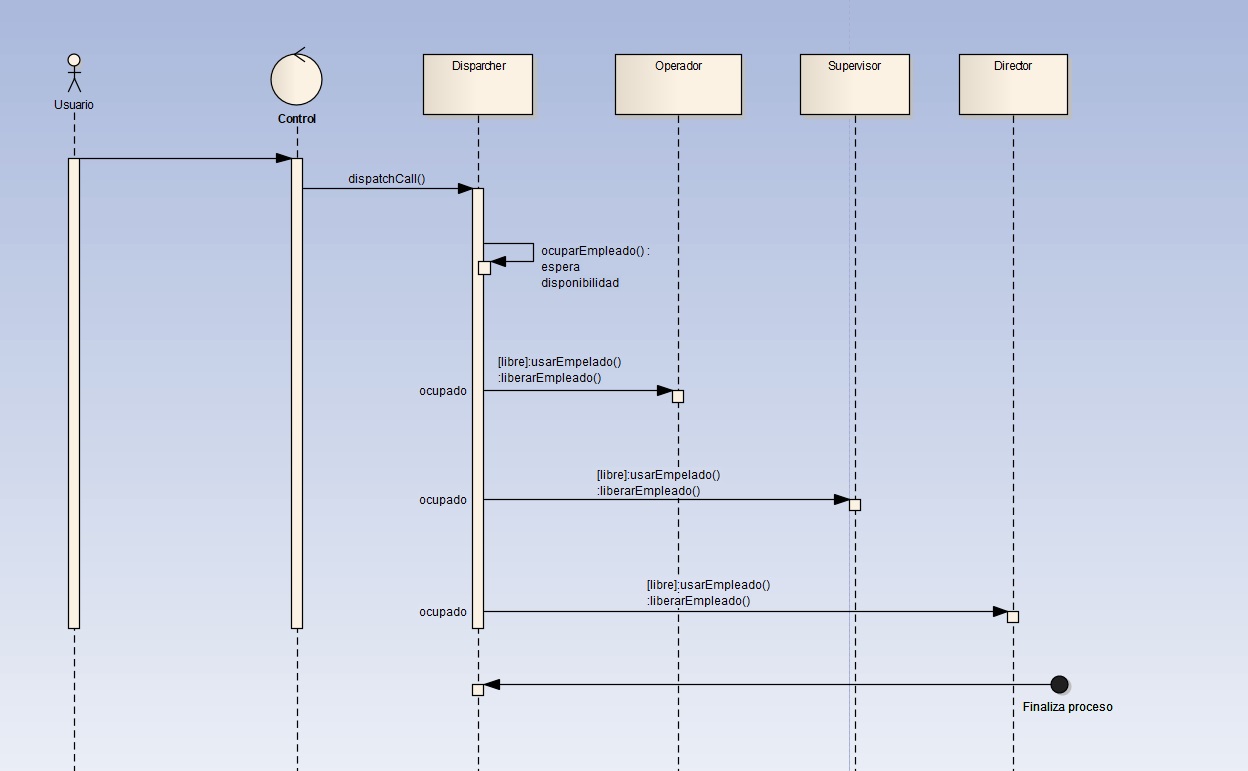 Usuario
Control
Disparcher
Operador
Supervisor
Director
dispatchCall()
ocuparEmpleado() :
espera
disponibilidad
[libre]:usarEmpelado()
:liberarEmpleado()
ocupado
[libre]:usarEmpelado()
:liberarEmpleado()
ocupado
[libre]:usarEmpleado()
:liberarEmpleado()
ocupado
Finaliza proceso